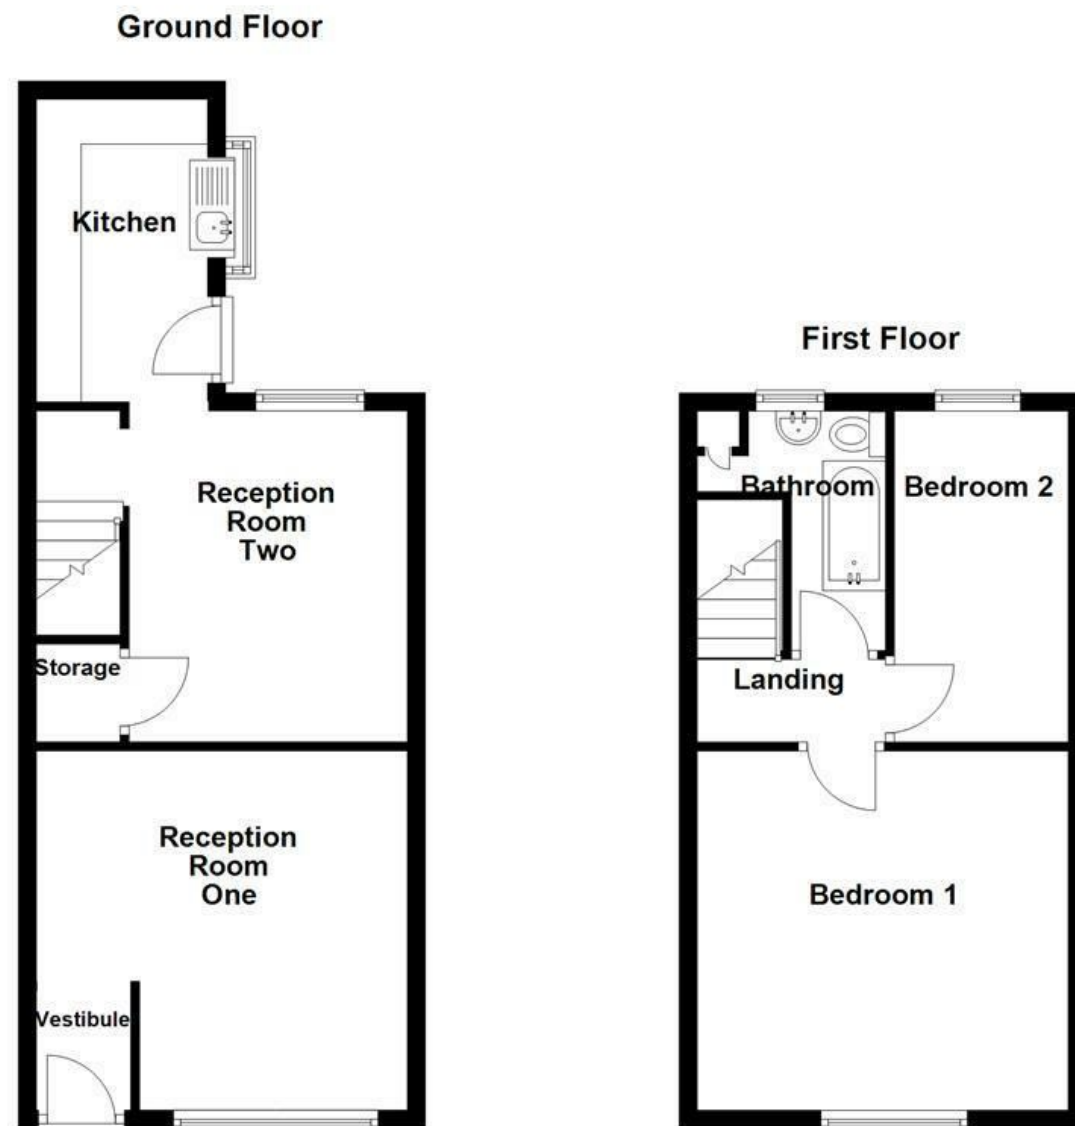 Ground Floor
Kitchen
Reception
Room
Two
Storage
Reception
Room
One
Vestibule
First Floor
Bathroom
Bedroom 2
Landing
Bedroom 1